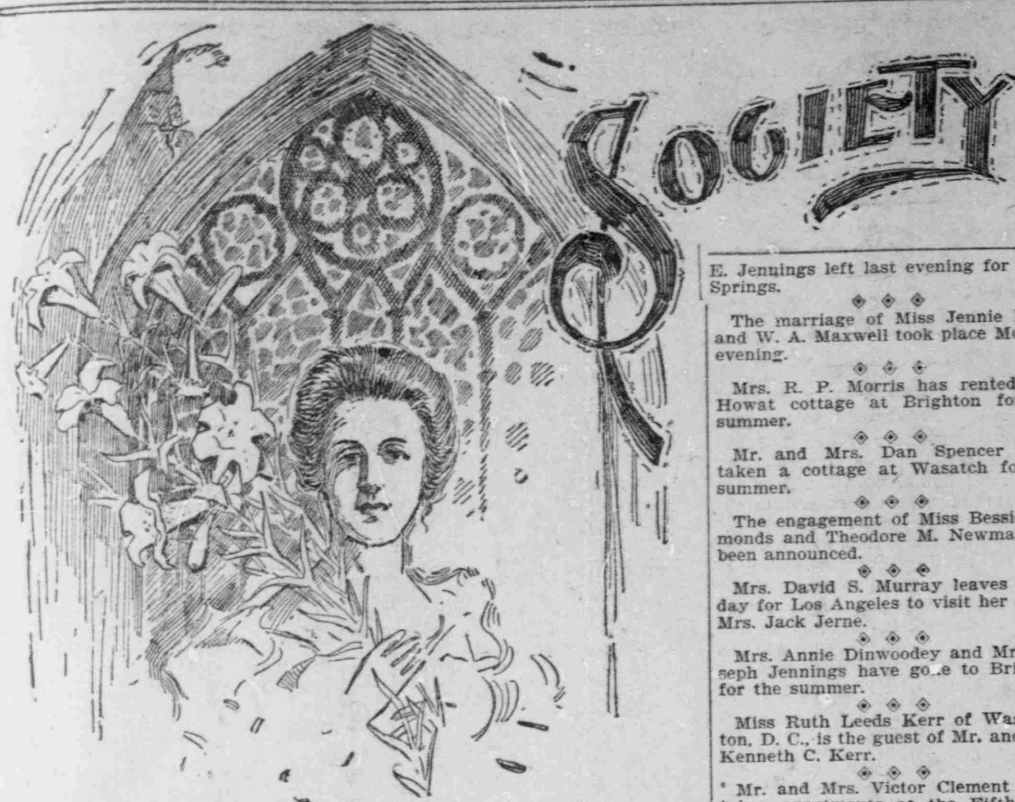 SOCIETY
E. Jennings left last evening for
Springs.
The marriage of Miss Jennie
and W. A. Maxwell took place
evening.
Mrs. R. P. Morris has rented
Howat cottage at Brighton
summer.
Mr. and Mrs. Dan Spencer
taken a cottage at Wasatch
summer.
The engagement of Miss
monds and Theodore M.
been announced.
Mrs. David S. Murray leaves
day for Los Angeles to visit her
Mrs. Jack Jerne.
Mrs. Annie Dinwoodey and
seph Jennings have to
for the summer.
Miss Ruth Leeds Kerr of
ton, D. C., is the guest of Mr.
Kenneth C. Kerr.
Mr. and Mrs. Victor Clement